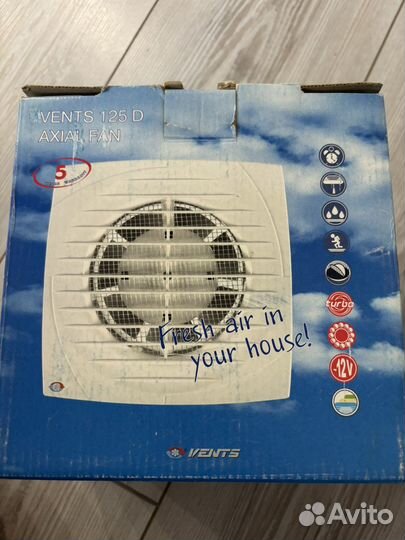 VENTS 125 D
AXIAL FAN
5
turbo
Fresh air in
your house!
~12V
VENTS
Avito